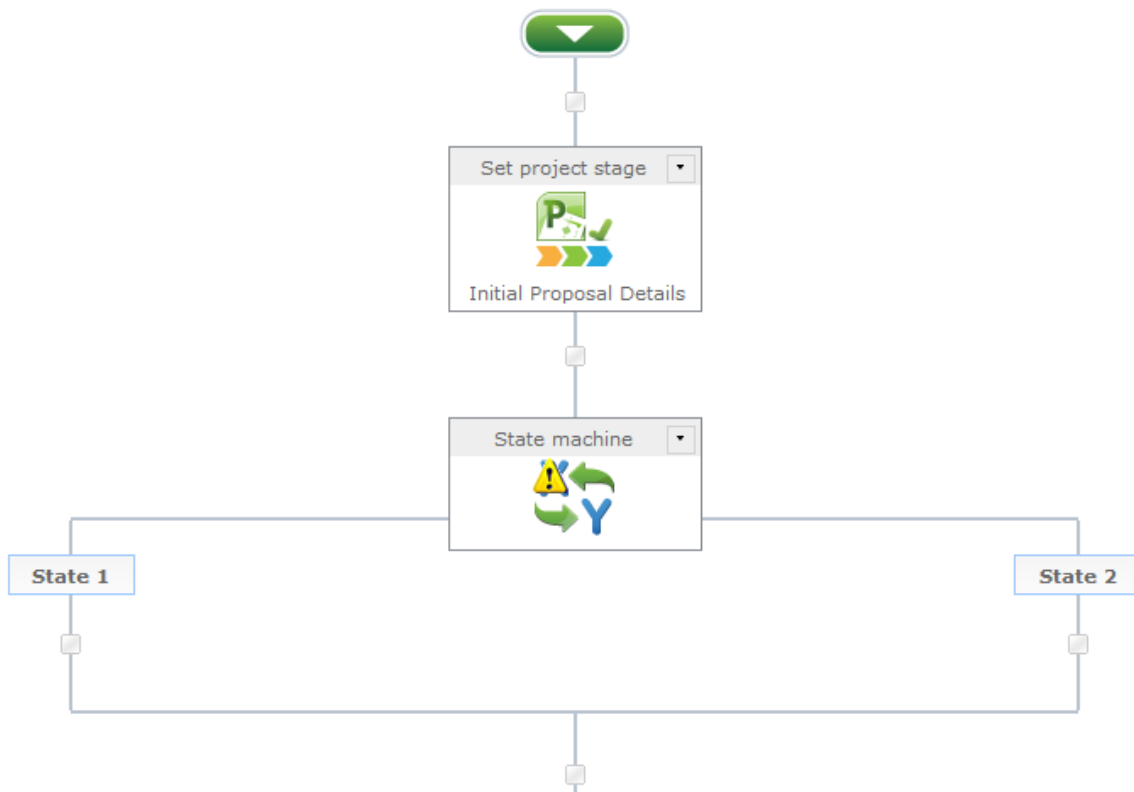 Set project stage
P
Initial Proposal Details
State machine
Y
State 1
State 2